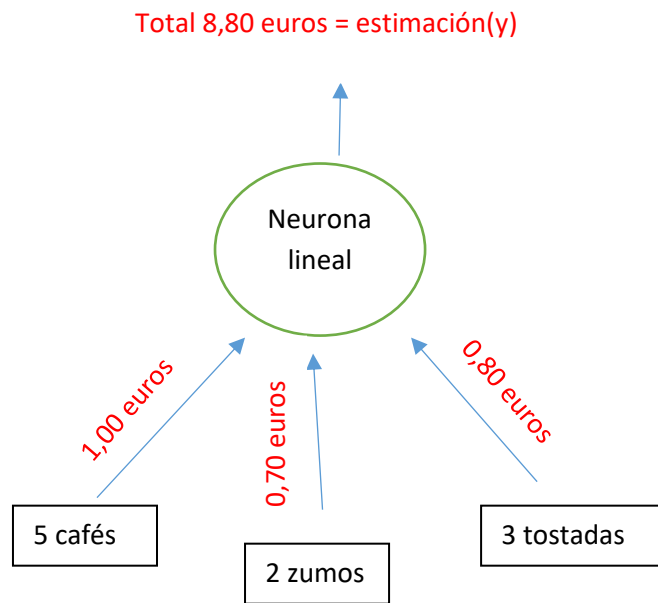 Total 8,80 euros = estimación(y)
Neurona
lineal
1,00 euros
0,70 euros
0,80 euros
5 cafés
2 zumos
3 tostadas